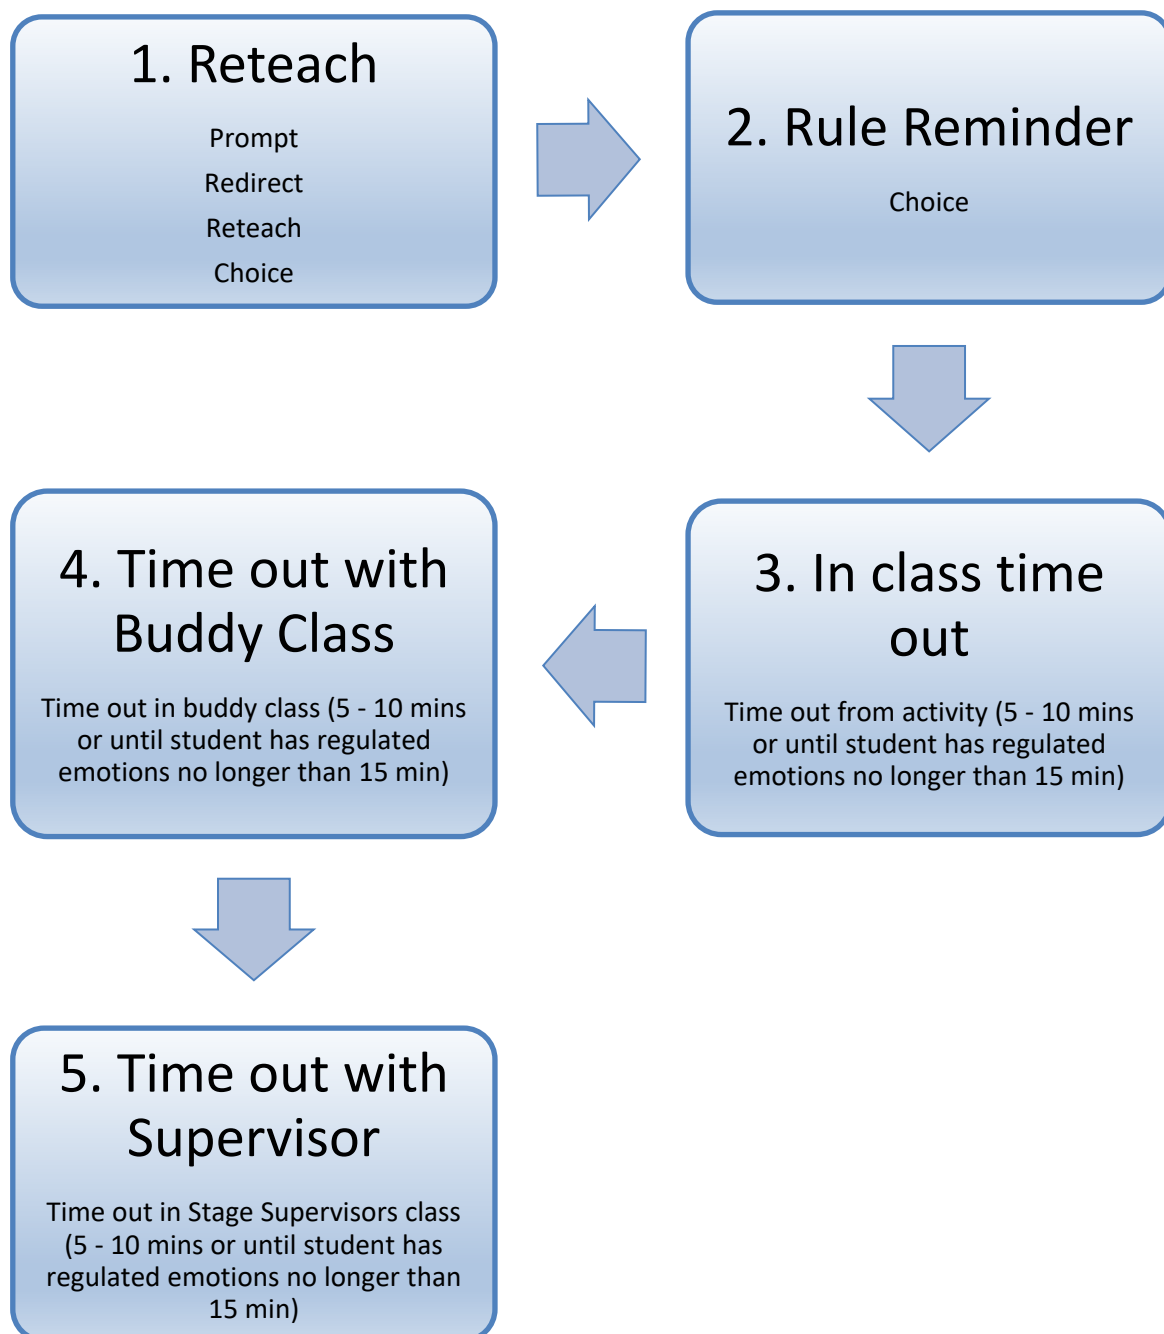 1. Reteach
Prompt
Redirect
Reteach
Choice
2. Rule Reminder
Choice
3. In class time
out
Time out from activity (5 - 10 mins
or until student has regulated
emotions no longer than 15 min)
4. Time out with
Buddy Class
Time out in buddy class (5 - 10 mins
or until student has regulated
emotions no longer than 15 min)
5. Time out with
Supervisor
Time out in Stage Supervisors class
(5 - 10 mins or until student has
regulated emotions no longer than
15 min)